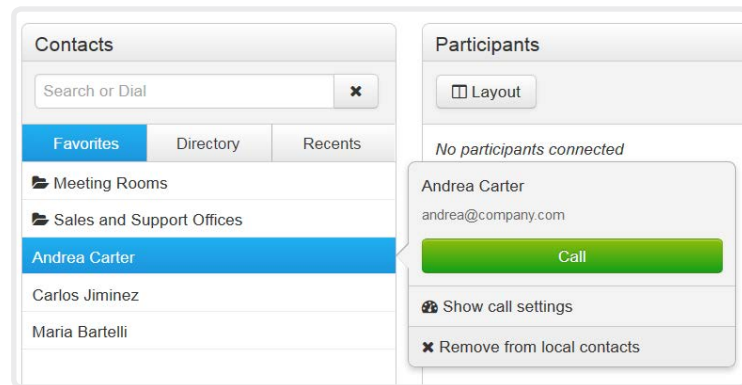 Contacts
Search or Dial
Favorites Directory Recents
Meeting Rooms
Sales and Support Offices
Andrea Carter
Carlos Jiminez
Maria Bartelli
Participants
Layout
No participants connected
Andrea Carter
andrea@company.com
Call
Show call settings
Remove from local contacts